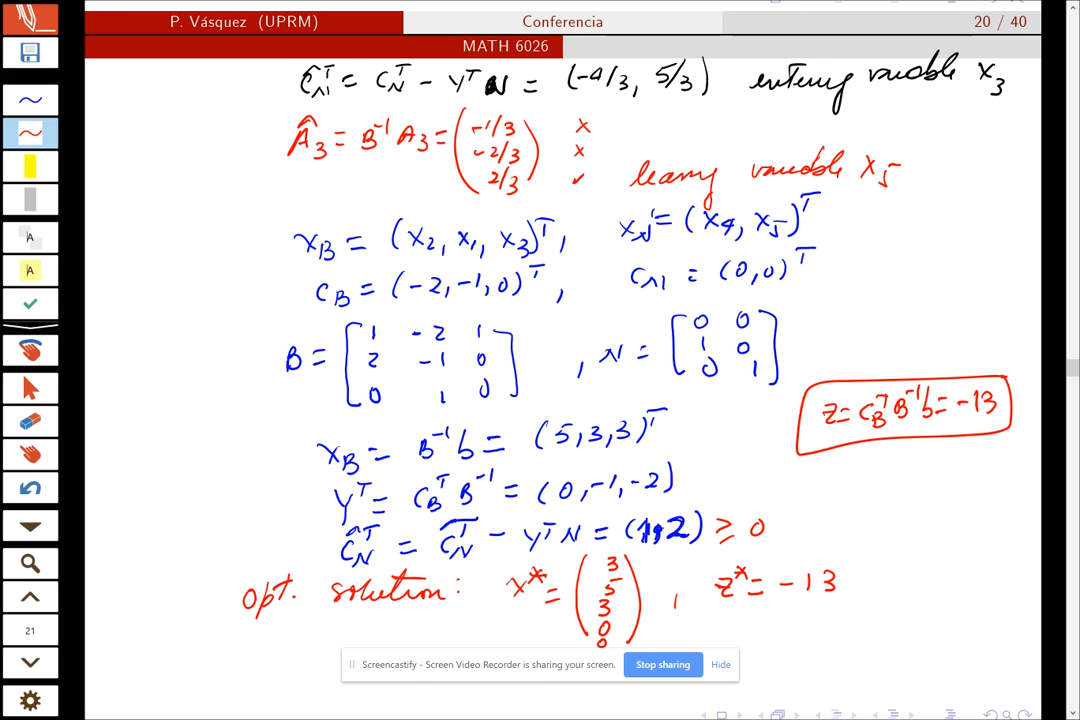 P. Vásquez (UPRM) Conferencia 20 / 40
MATH 6026
ĉ_N^T = C_N^T - Y^T N = (-4/3, 5/3) entering variable x_3
Â_3 = B^-1 A_3 = (-1/3 x
-2/3 x
2/3) ✓ leaving variable x_5
x_B = (x_2, x_1, x_3)^T, x_N = (x_4, x_5)^T
c_B = (-2, -1, 0)^T, c_N = (0, 0)^T
B = [1 -2 1
2 -1 0
0 1 0], N = [0 0
1 0
0 1]
z = c_B^T B^-1 b = -13
x_B = B^-1 b = (5, 3, 3)^T
Y^T = C_B^T B^-1 = (0, -1, -2)
ĉ_N^T = C_N^T - Y^T N = (1, 2) ≥ 0
Opt. solution: x* = (3
5
3
0
0), z* = -13
Screencastify - Screen Video Recorder is sharing your screen. Stop sharing Hide
A
A
21